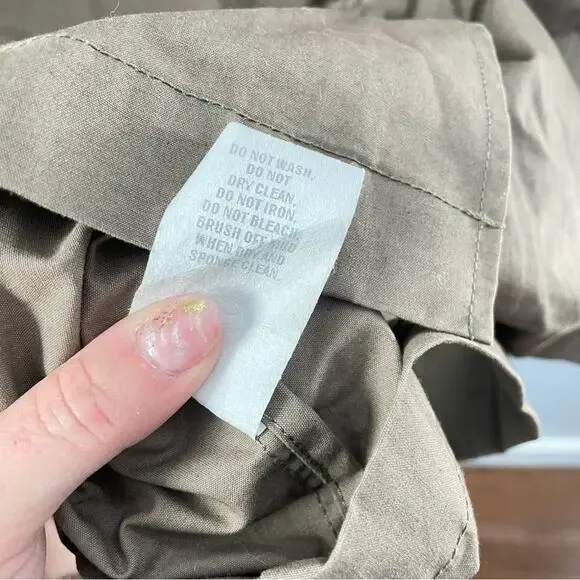 DO NOT WASH.
DO NOT
DRY CLEAN.
DO NOT IRON.
DO NOT BLEACH.
BRUSH OFF MUD
WHEN DRY AND
SPONGE CLEAN.